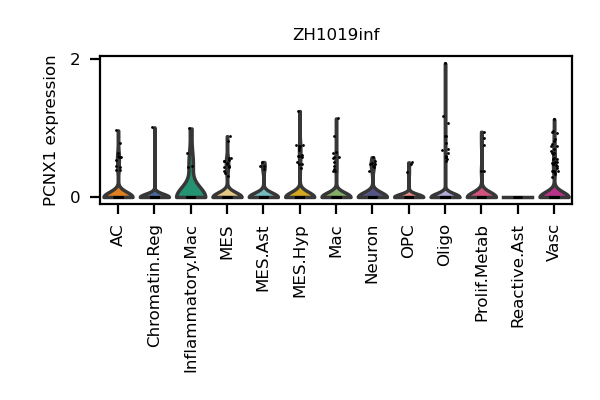 ZH1019inf
PCNX1 expression
2
0
AC
Chromatin.Reg
Inflammatory.Mac
MES
MES.Ast
MES.Hyp
Mac
Neuron
OPC
Oligo
Prolif.Metab
Reactive.Ast
Vasc